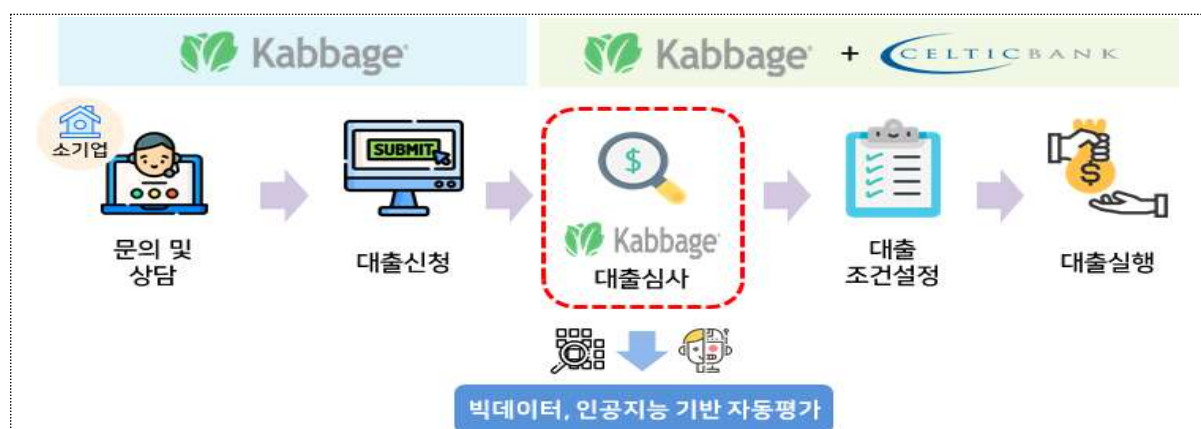 Kabbage
Kabbage + CELTICBANK
소기업
문의 및
상담
SUBMIT
대출신청
$
Kabbage
대출심사
대출
조건설정
$
대출실행
빅데이터, 인공지능 기반 자동평가